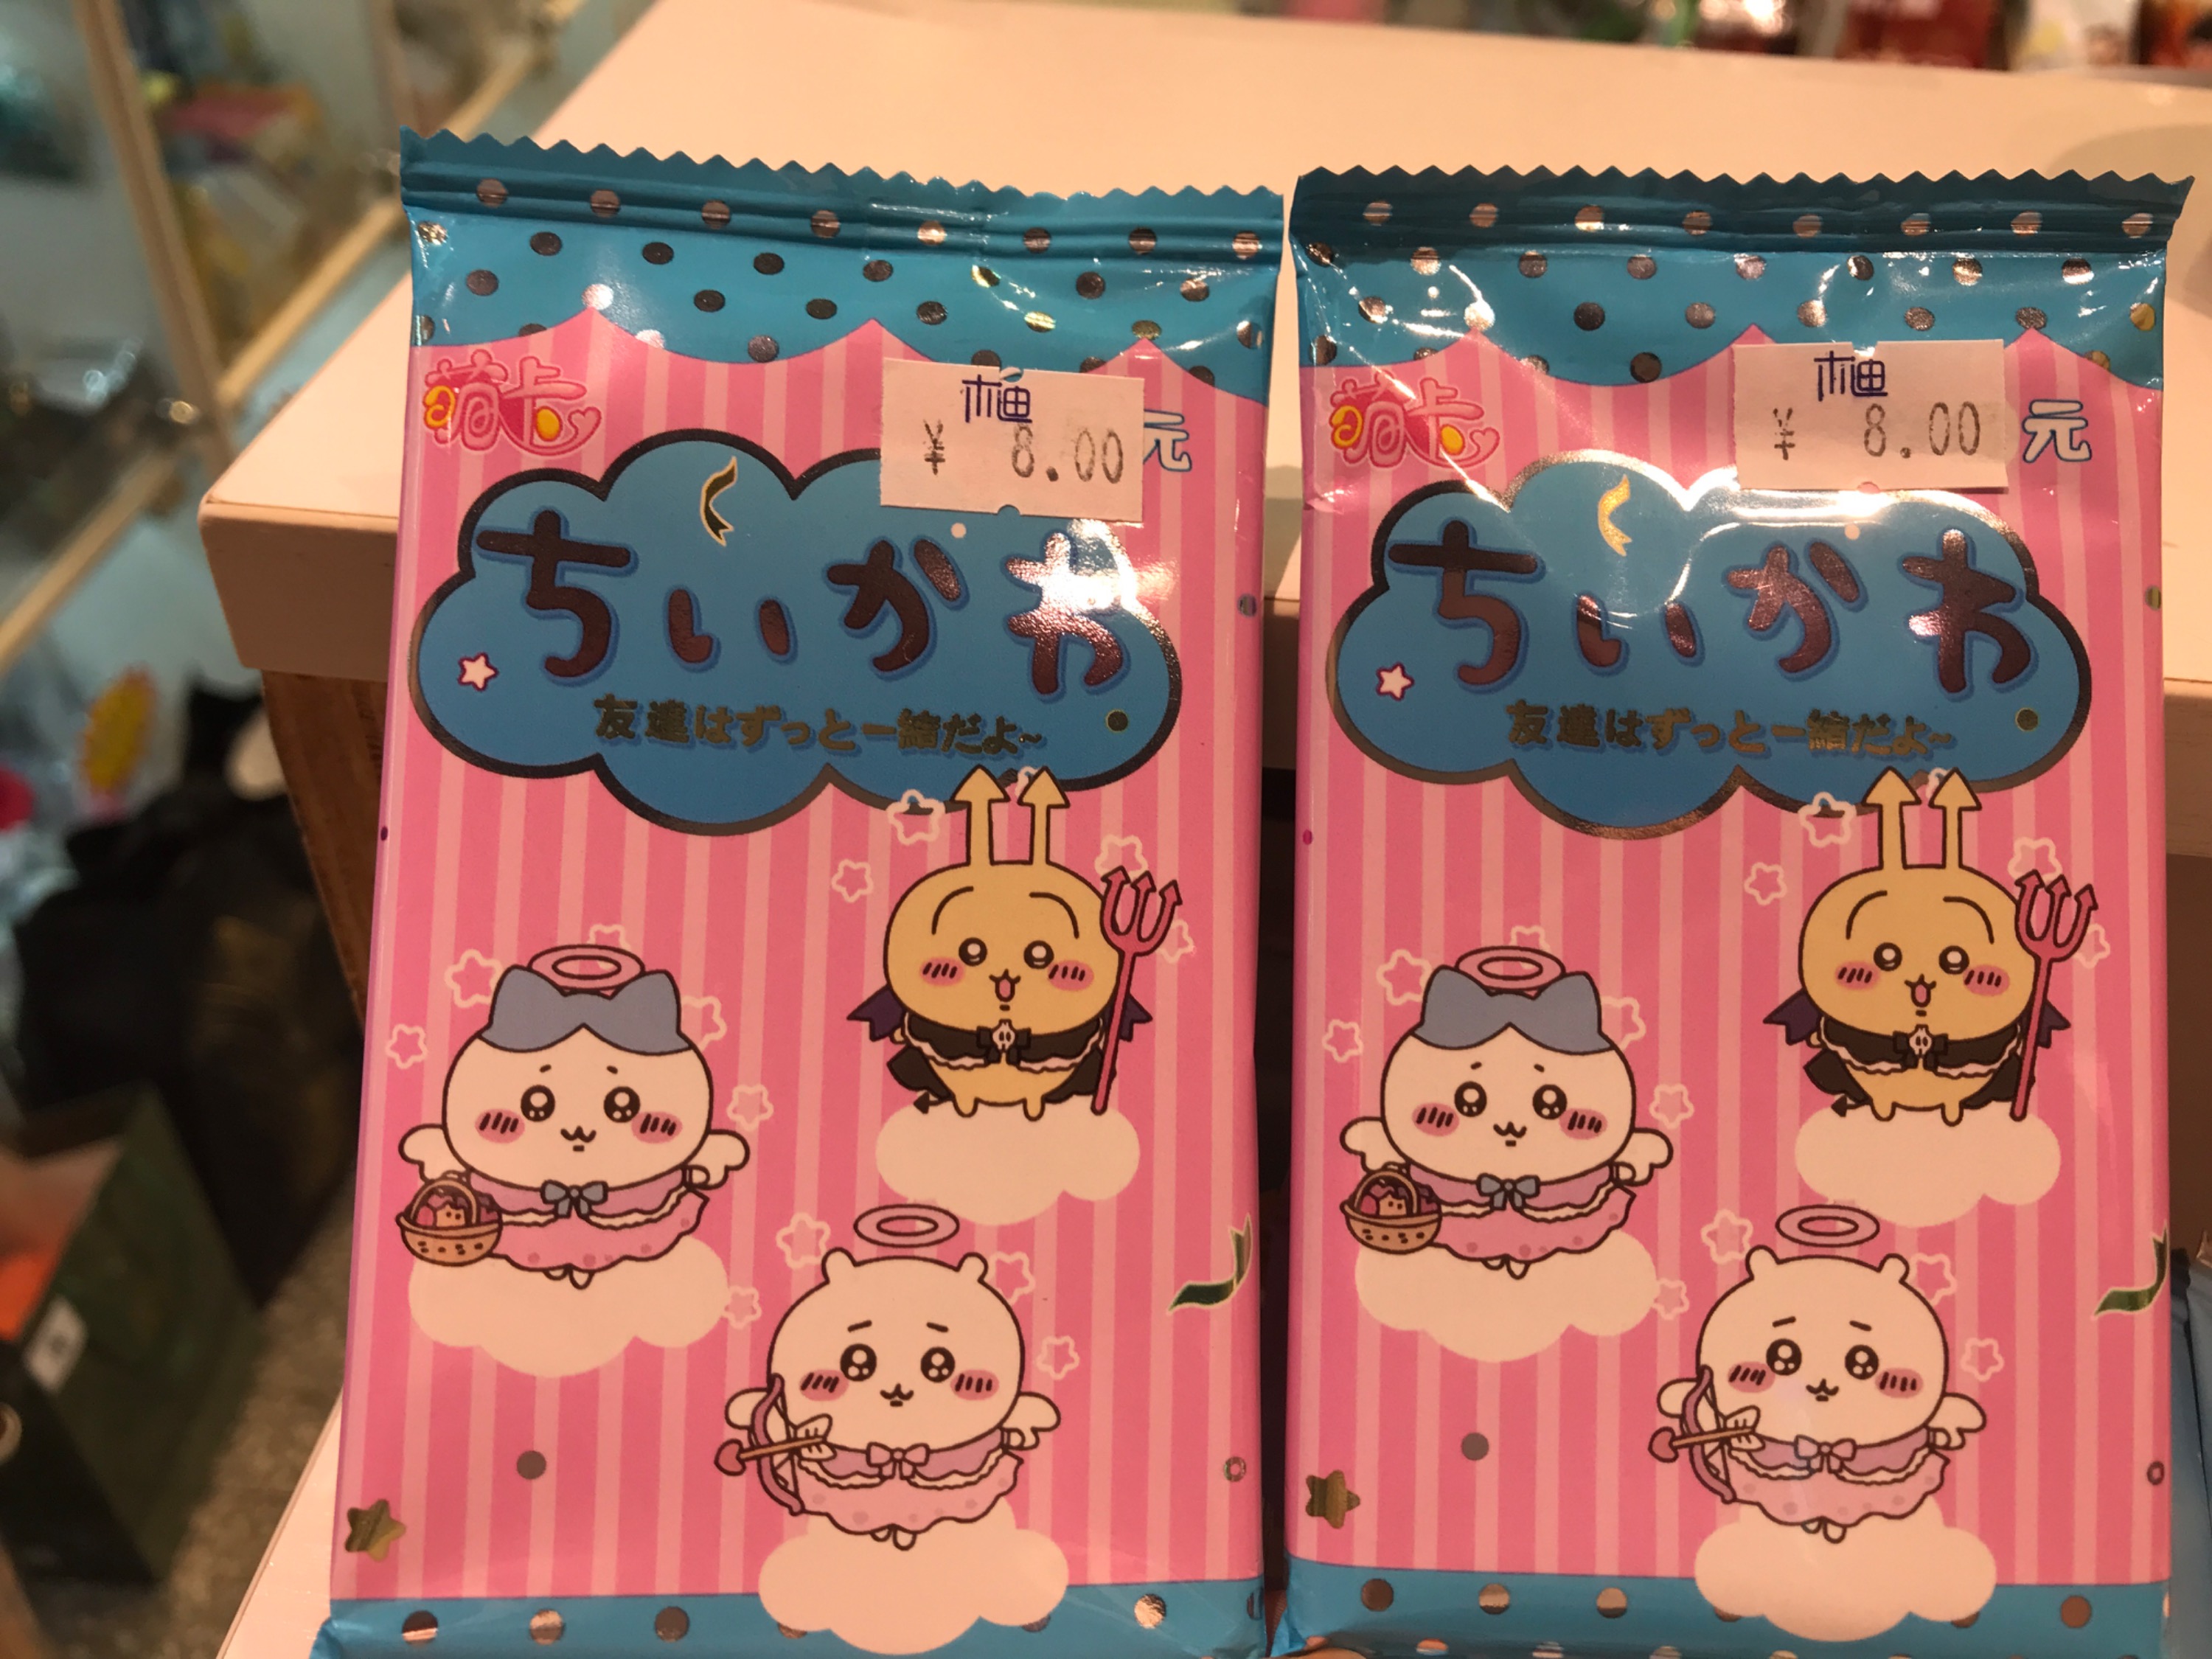 萌卡
柚
¥ 8.00
元
ちいかわ
友達はずっと一緒だよ~
萌卡
柚
¥ 8.00
元
ちいかわ
友達はずっと一緒だよ~